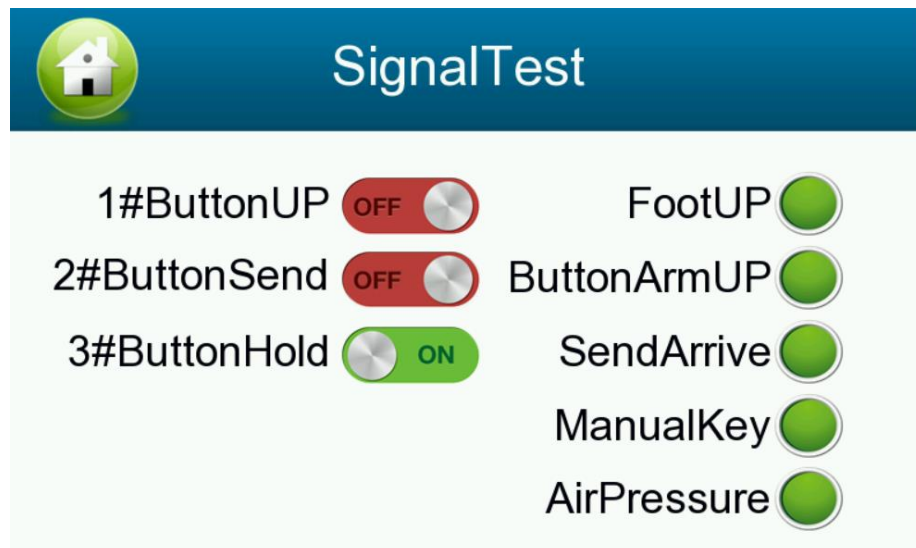 SignalTest
1#ButtonUP OFF FootUP
2#ButtonSend OFF ButtonArmUP
3#ButtonHold ON SendArrive
ManualKey
AirPressure